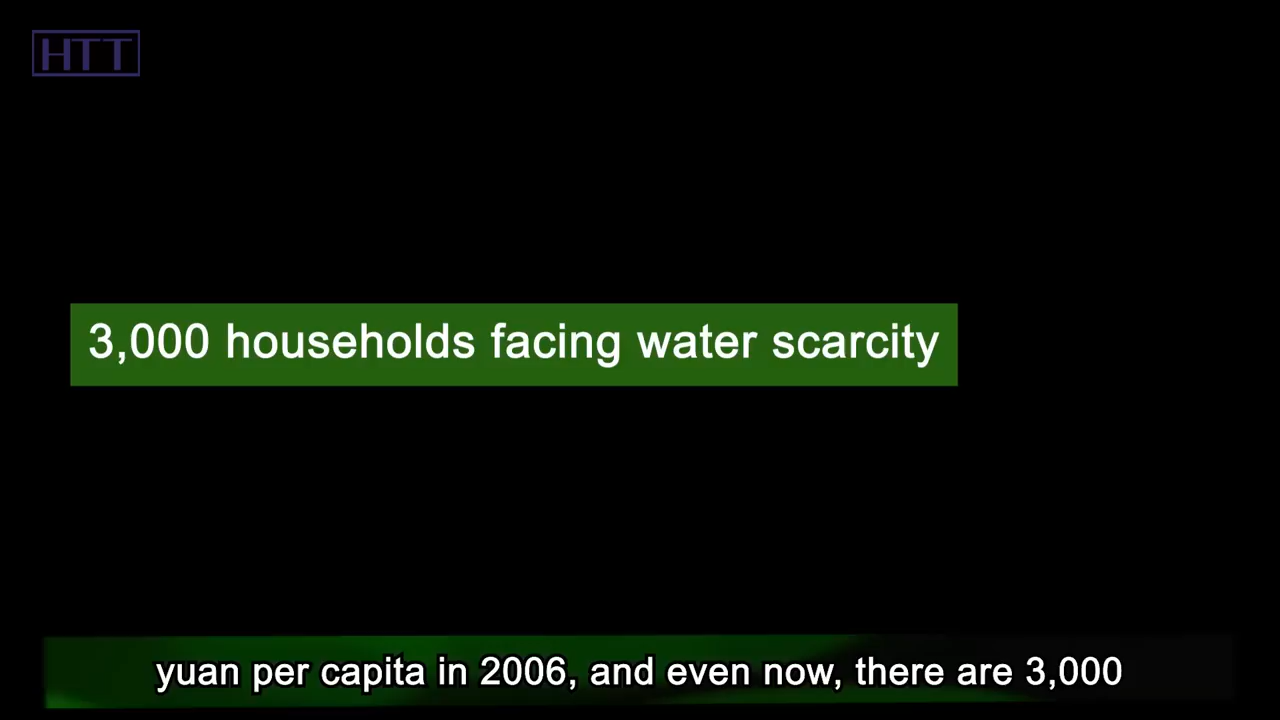 HTT
3,000 households facing water scarcity
yuan per capita in 2006, and even now, there are 3,000